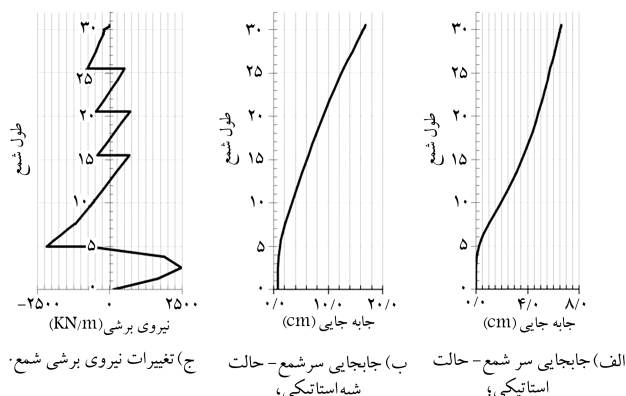 ۳۰
۲۵
۲۰
۱۵
۱۰
۵
۰
طول شمع
-۲۵۰۰ ۰ ۲۵۰۰
نیروی برشی(KN/m)
ج) تغییرات نیروی برشی شمع.
۳۰
۲۵
۲۰
۱۵
۱۰
۵
۰
طول شمع
۰/۰ ۱۰/۰ ۲۰/۰
جابه جایی (cm)
ب) جابجایی سرشمع- حالت
شبه استاتیکی؛
۳۰
۲۵
۲۰
۱۵
۱۰
۵
۰
طول شمع
۰/۰ ۴/۰ ۸/۰
جابه جایی (cm)
الف) جابجایی سر شمع- حالت
استاتیکی؛